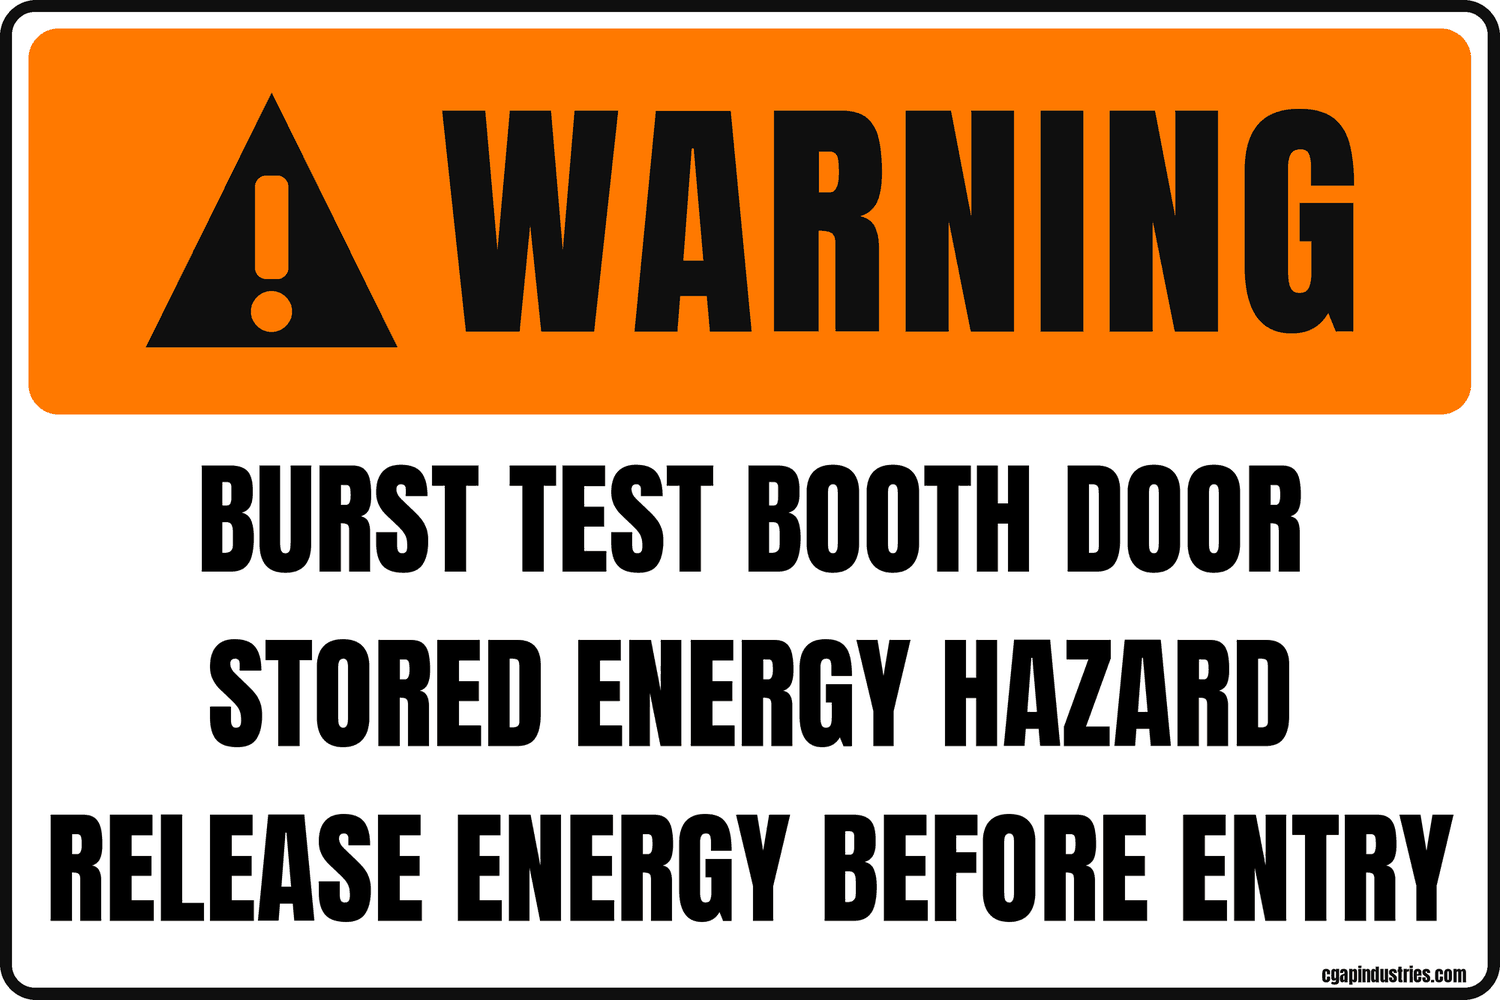 WARNING
BURST TEST BOOTH DOOR
STORED ENERGY HAZARD
RELEASE ENERGY BEFORE ENTRY
cgapindustries.com